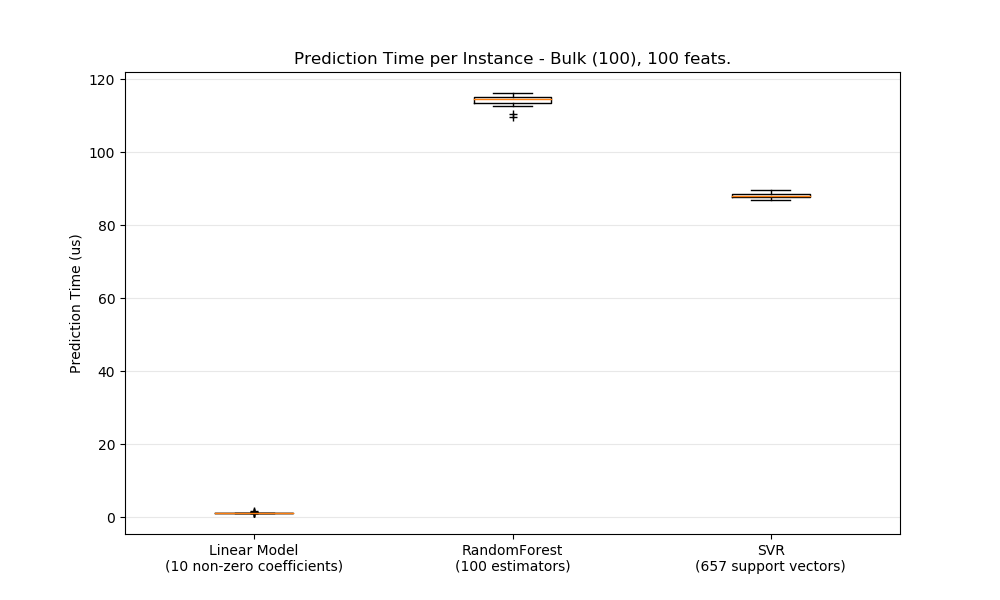 Prediction Time per Instance - Bulk (100), 100 feats.
120
100
80
60
40
20
0
Prediction Time (us)
Linear Model
(10 non-zero coefficients)
RandomForest
(100 estimators)
SVR
(657 support vectors)